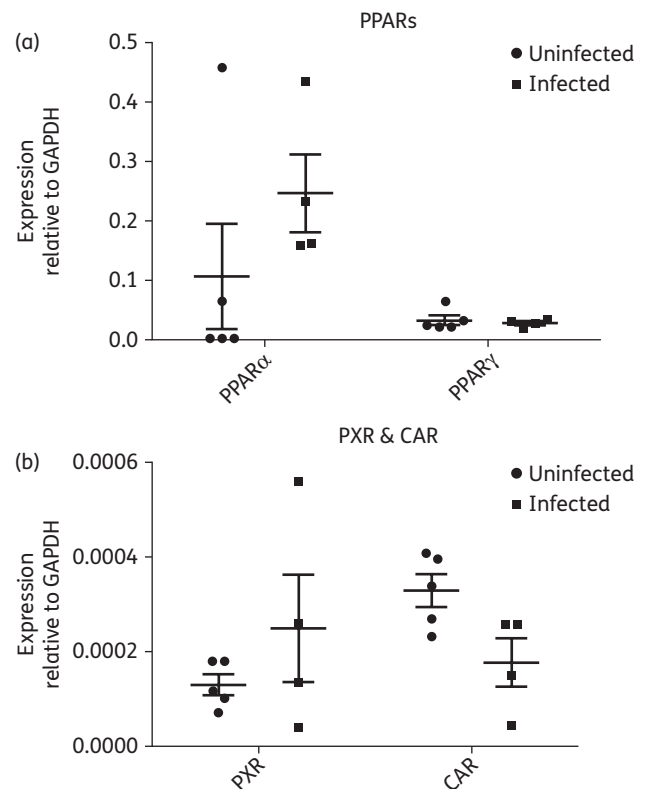 PPARs
(a)
Uninfected
Infected
0.5
0.4
0.3
0.2
0.1
0.0
Expression
relative to GAPDH
PPARα
PPARγ
PXR & CAR
(b)
Uninfected
Infected
0.0006
0.0004
0.0002
0.0000
Expression
relative to GAPDH
PXR
CAR